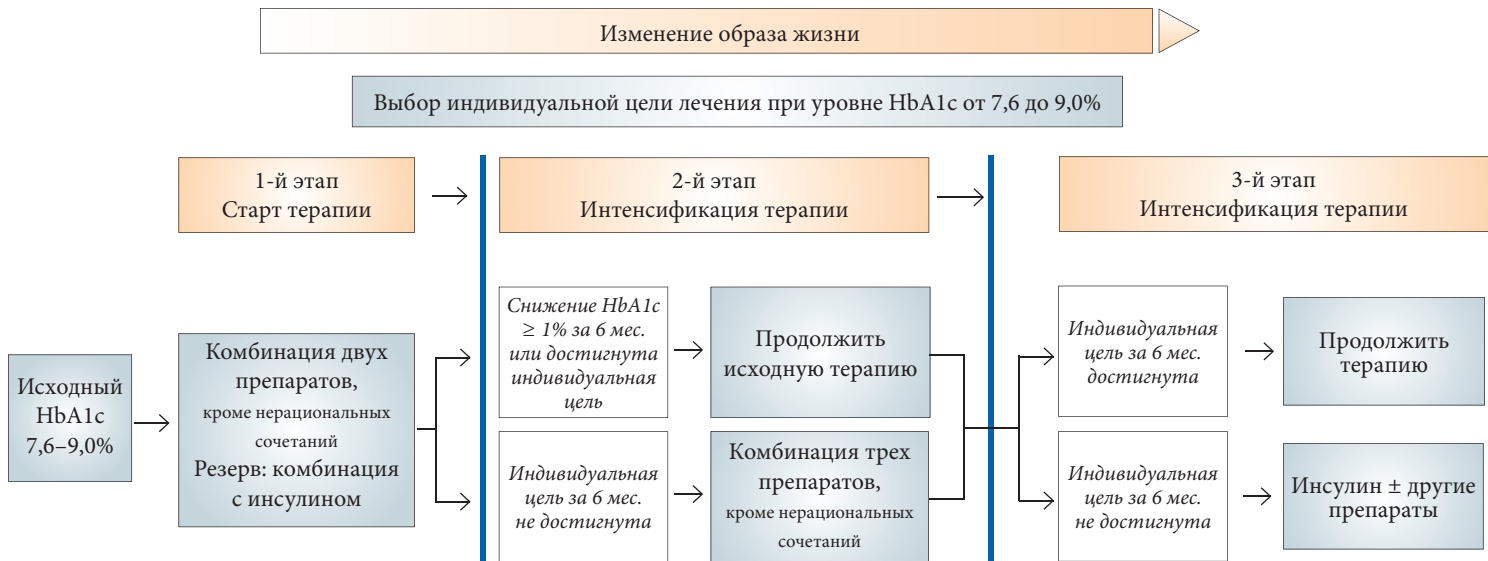 Изменение образа жизни
Выбор индивидуальной цели лечения при уровне HbA1c от 7,6 до 9,0%
1-й этап
Старт терапии
2-й этап
Интенсификация терапии
3-й этап
Интенсификация терапии
Исходный
HbA1c
7,6–9,0%
Комбинация двух
препаратов,
кроме нерациональных
сочетаний
Резерв: комбинация
с инсулином
Снижение HbA1c
≥ 1% за 6 мес.
или достигнута
индивидуальная
цель
Продолжить
исходную терапию
Индивидуальная
цель за 6 мес.
не достигнута
Комбинация трех
препаратов,
кроме нерациональных
сочетаний
Индивидуальная
цель за 6 мес.
достигнута
Продолжить
терапию
Индивидуальная
цель за 6 мес.
не достигнута
Инсулин ± другие
препараты